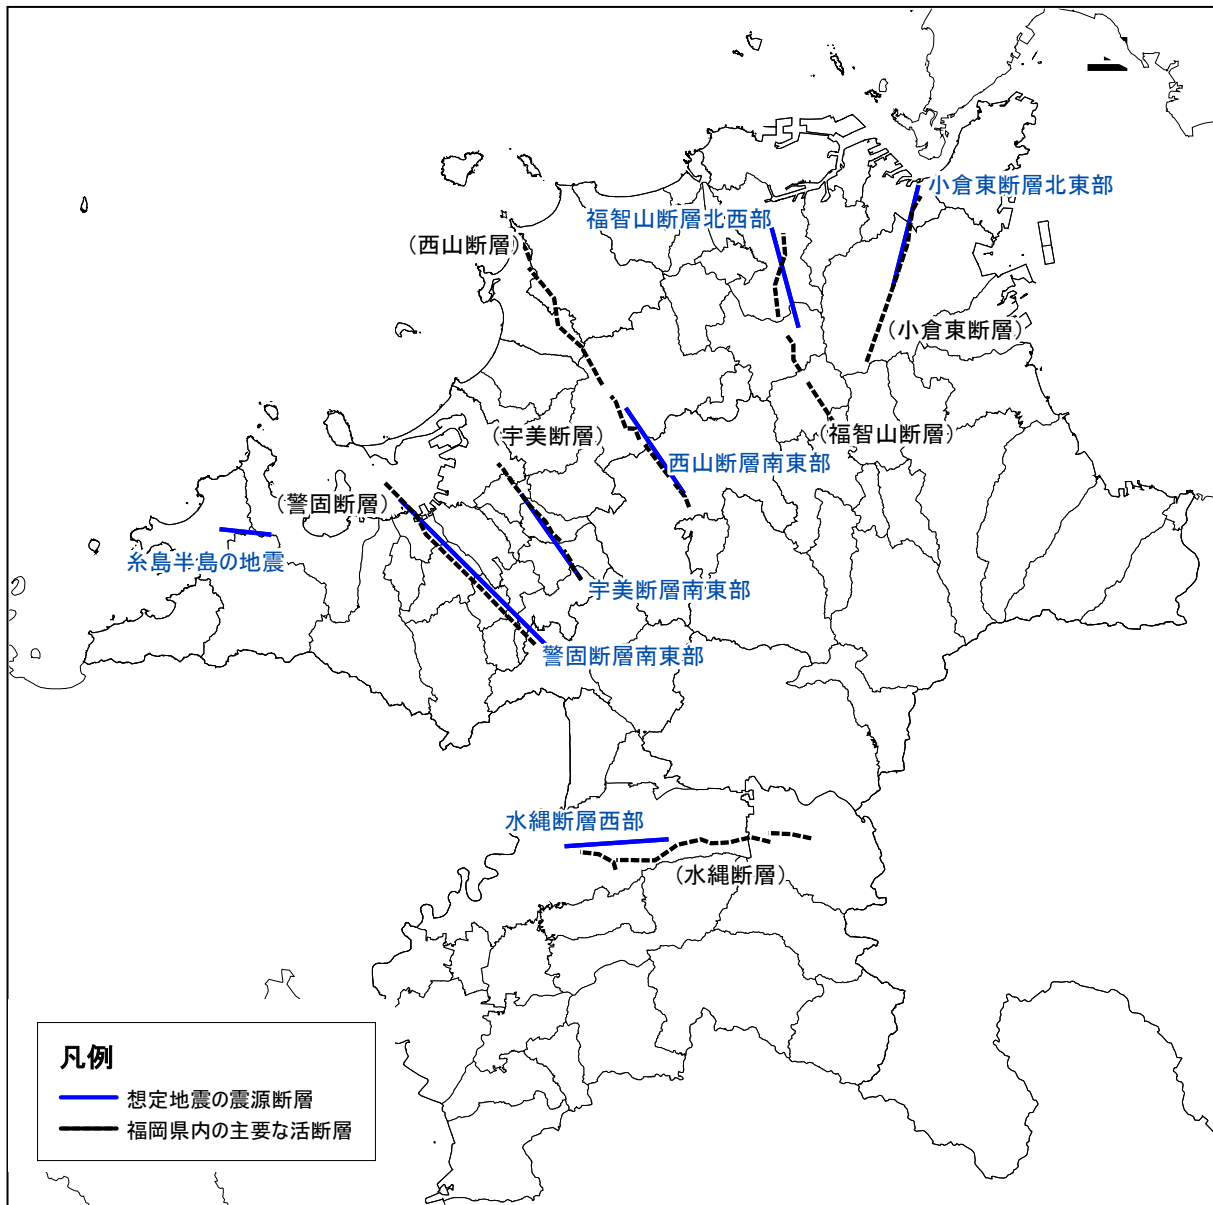 小倉東断層北東部
福智山断層北西部
（西山断層）
（小倉東断層）
（福智山断層）
（宇美断層）
西山断層南東部
（警固断層）
糸島半島の地震
宇美断層南東部
警固断層南東部
水縄断層西部
（水縄断層）
凡例
想定地震の震源断層
福岡県内の主要な活断層